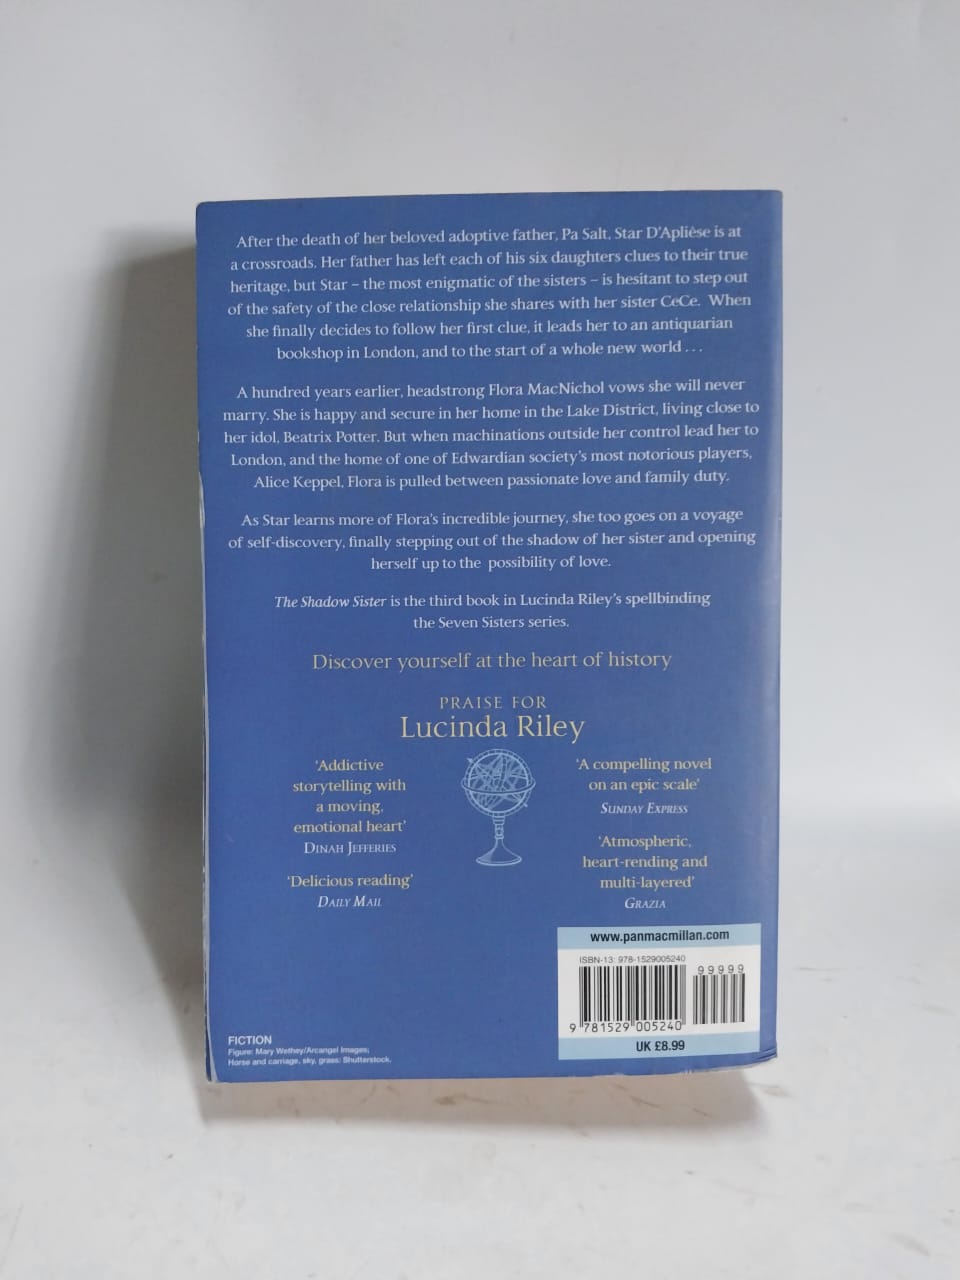 After the death of her beloved adoptive father, Pa Salt, Star D'Aplièse is at
a crossroads. Her father has left each of his six daughters clues to their true
heritage, but Star – the most enigmatic of the sisters – is hesitant to step out
of the safety of the close relationship she shares with her sister CeCe. When
she finally decides to follow her first clue, it leads her to an antiquarian
bookshop in London, and to the start of a whole new world . . .
A hundred years earlier, headstrong Flora MacNichol vows she will never
marry. She is happy and secure in her home in the Lake District, living close to
her idol, Beatrix Potter. But when machinations outside her control lead her to
London, and the home of one of Edwardian society's most notorious players,
Alice Keppel, Flora is pulled between passionate love and family duty.
As Star learns more of Flora's incredible journey, she too goes on a voyage
of self-discovery, finally stepping out of the shadow of her sister and opening
herself up to the possibility of love.
The Shadow Sister is the third book in Lucinda Riley's spellbinding
the Seven Sisters series.
Discover yourself at the heart of history
PRAISE FOR
Lucinda Riley
'Addictive
storytelling with
a moving,
emotional heart'
DINAH JEFFERIES
'Delicious reading'
DAILY MAIL
'A compelling novel
on an epic scale'
SUNDAY EXPRESS
'Atmospheric,
heart-rending and
multi-layered'
GRAZIA
www.panmacmillan.com
ISBN-13: 978-1529005240
99999
9 781529 005240
UK £8.99
FICTION
Figure: Mary Wethey/Arcangel Images;
Horse and carriage, sky, grass: Shutterstock.